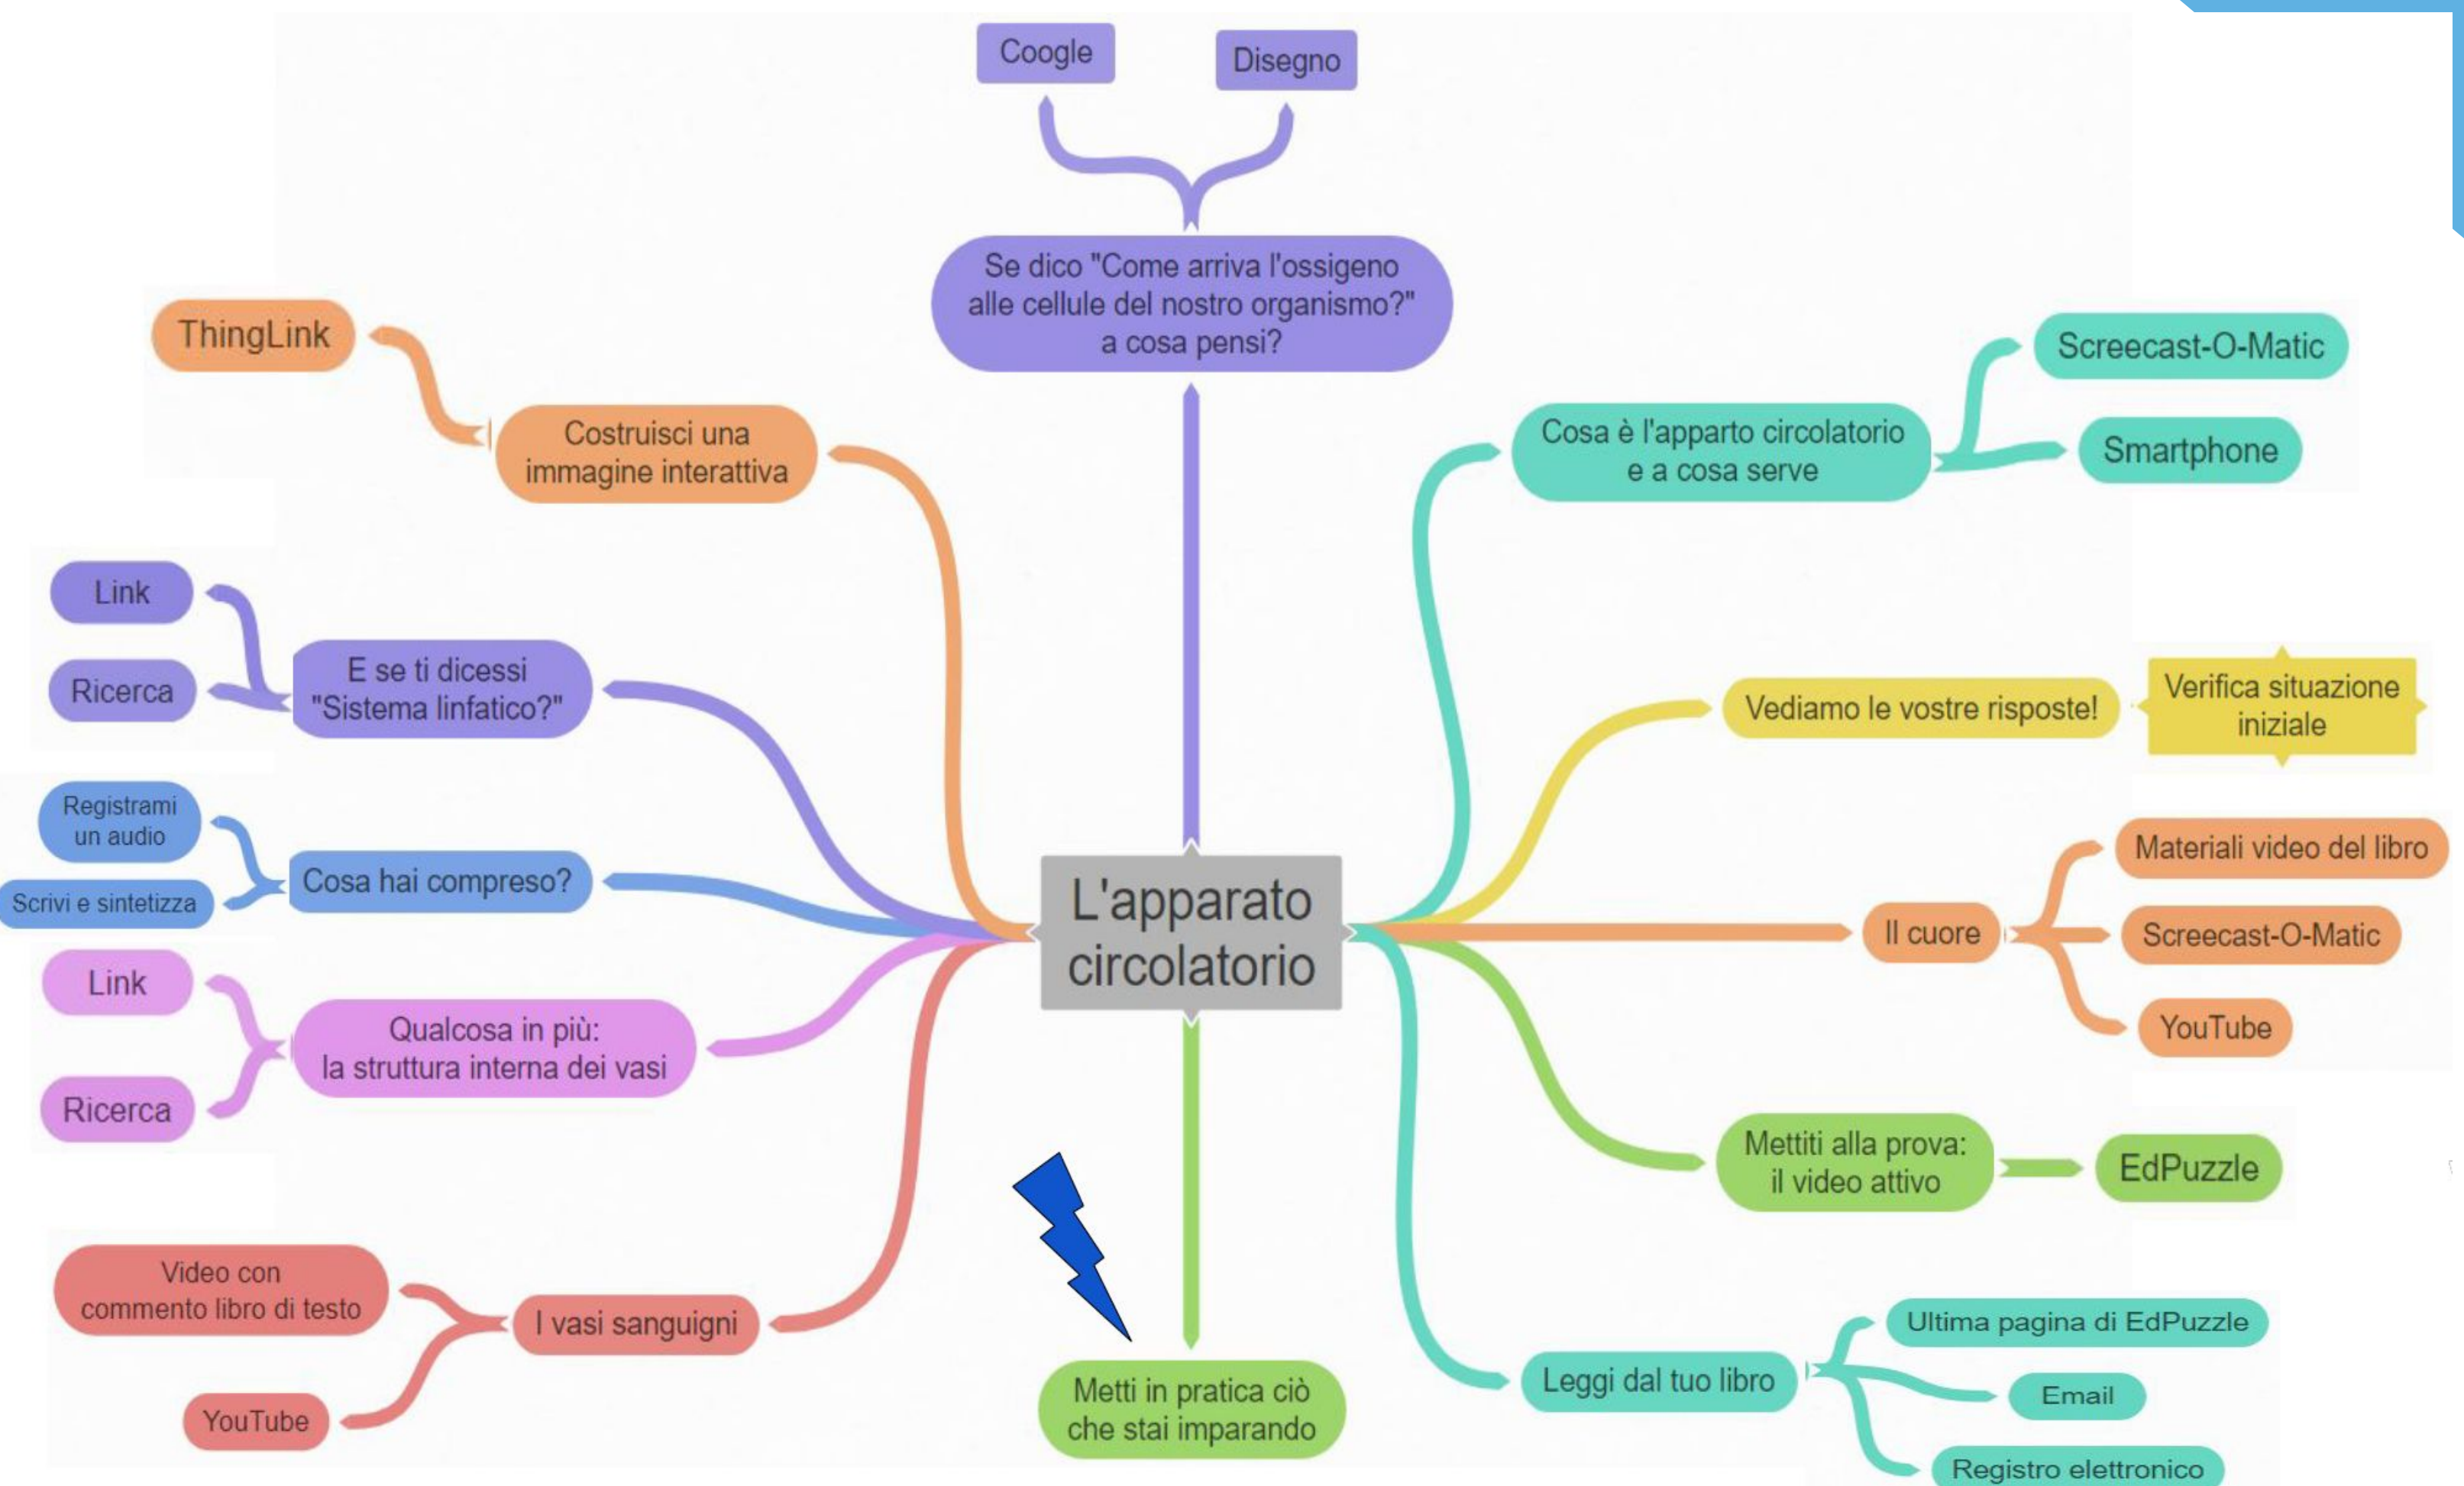 Coogle
Disegno
Se dico "Come arriva l'ossigeno
alle cellule del nostro organismo?"
a cosa pensi?
ThingLink
Costruisci una
immagine interattiva
Cosa è l'apparto circolatorio
e a cosa serve
Screecast-O-Matic
Smartphone
Link
Ricerca
E se ti dicessi
"Sistema linfatico?"
Vediamo le vostre risposte!
Verifica situazione
iniziale
Registrami
un audio
Scrivi e sintetizza
Cosa hai compreso?
L'apparato
circolatorio
Il cuore
Materiali video del libro
Screecast-O-Matic
YouTube
Link
Ricerca
Qualcosa in più:
la struttura interna dei vasi
Mettiti alla prova:
il video attivo
EdPuzzle
Video con
commento libro di testo
YouTube
I vasi sanguigni
Metti in pratica ciò
che stai imparando
Leggi dal tuo libro
Ultima pagina di EdPuzzle
Email
Registro elettronico